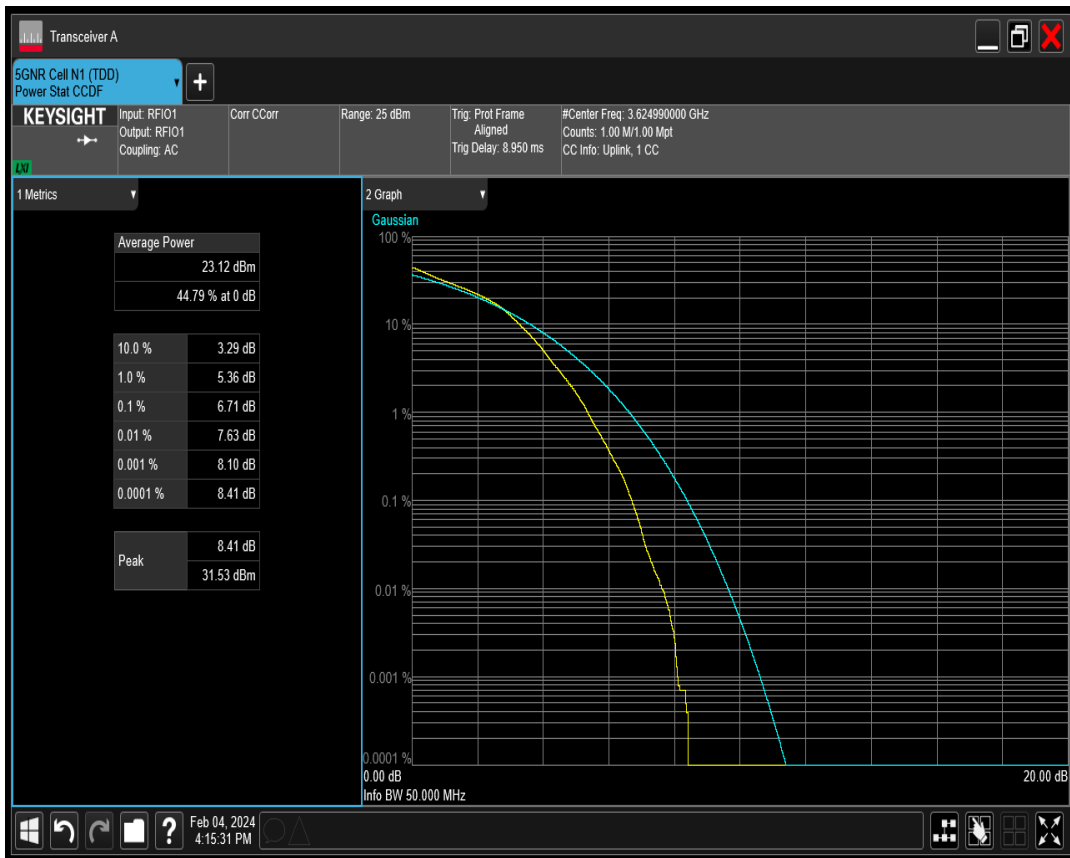 Transceiver A
5GNR Cell N1 (TDD)
Power Stat CCDF
+
KEYSIGHT
LXI
Input: RFIO1
Output: RFIO1
Coupling: AC
Corr CCorr
Range: 25 dBm
Trig: Prot Frame
Aligned
Trig Delay: 8.950 ms
#Center Freq: 3.624990000 GHz
Counts: 1.00 M/1.00 Mpt
CC Info: Uplink, 1 CC
1 Metrics
Average Power
23.12 dBm
44.79 % at 0 dB
10.0 % 3.29 dB
1.0 % 5.36 dB
0.1 % 6.71 dB
0.01 % 7.63 dB
0.001 % 8.10 dB
0.0001 % 8.41 dB
Peak
8.41 dB
31.53 dBm
2 Graph
Gaussian
100 %
10 %
1 %
0.1 %
0.01 %
0.001 %
0.0001 %
0.00 dB 20.00 dB
Info BW 50.000 MHz
?
Feb 04, 2024
4:15:31 PM